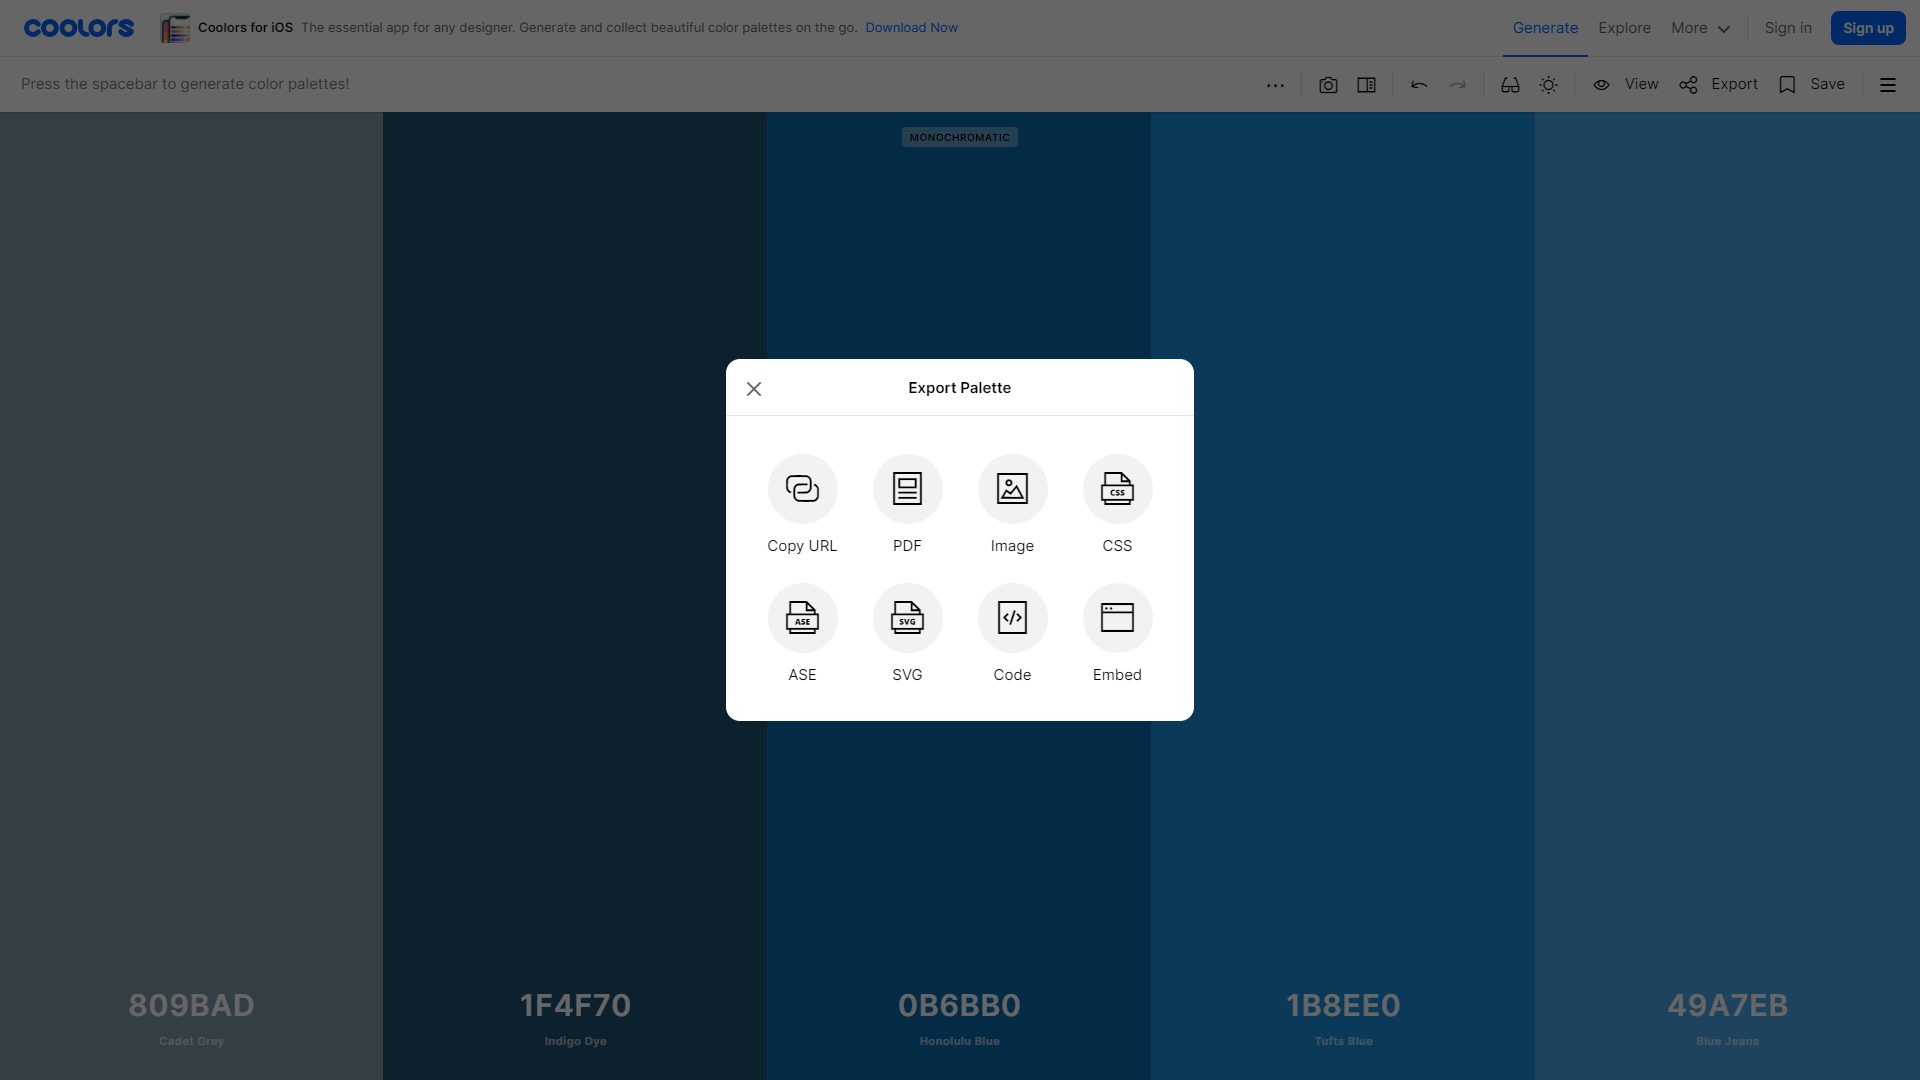 coolors
Coolors for iOS The essential app for any designer. Generate and collect beautiful color palettes on the go. Download Now
Generate Explore More Sign in Sign up
Press the spacebar to generate color palettes!
View Export Save
MONOCHROMATIC
Export Palette
CSS
Copy URL PDF Image CSS
ASE SVG </>
ASE SVG Code Embed
809BAD 1F4F70 0B6BB0 1B8EE0 49A7EB
Cadet Grey Indigo Dye Honolulu Blue Tufts Blue Blue Jeans